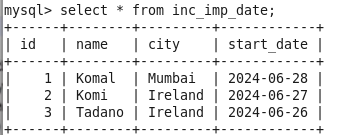 mysql> select * from inc_imp_date;
+------+--------+---------+------------+
| id   | name   | city    | start_date |
+------+--------+---------+------------+
|    1 | Komal  | Mumbai  | 2024-06-28 |
|    2 | Komi   | Ireland | 2024-06-27 |
|    3 | Tadano | Ireland | 2024-06-26 |
+------+--------+---------+------------+